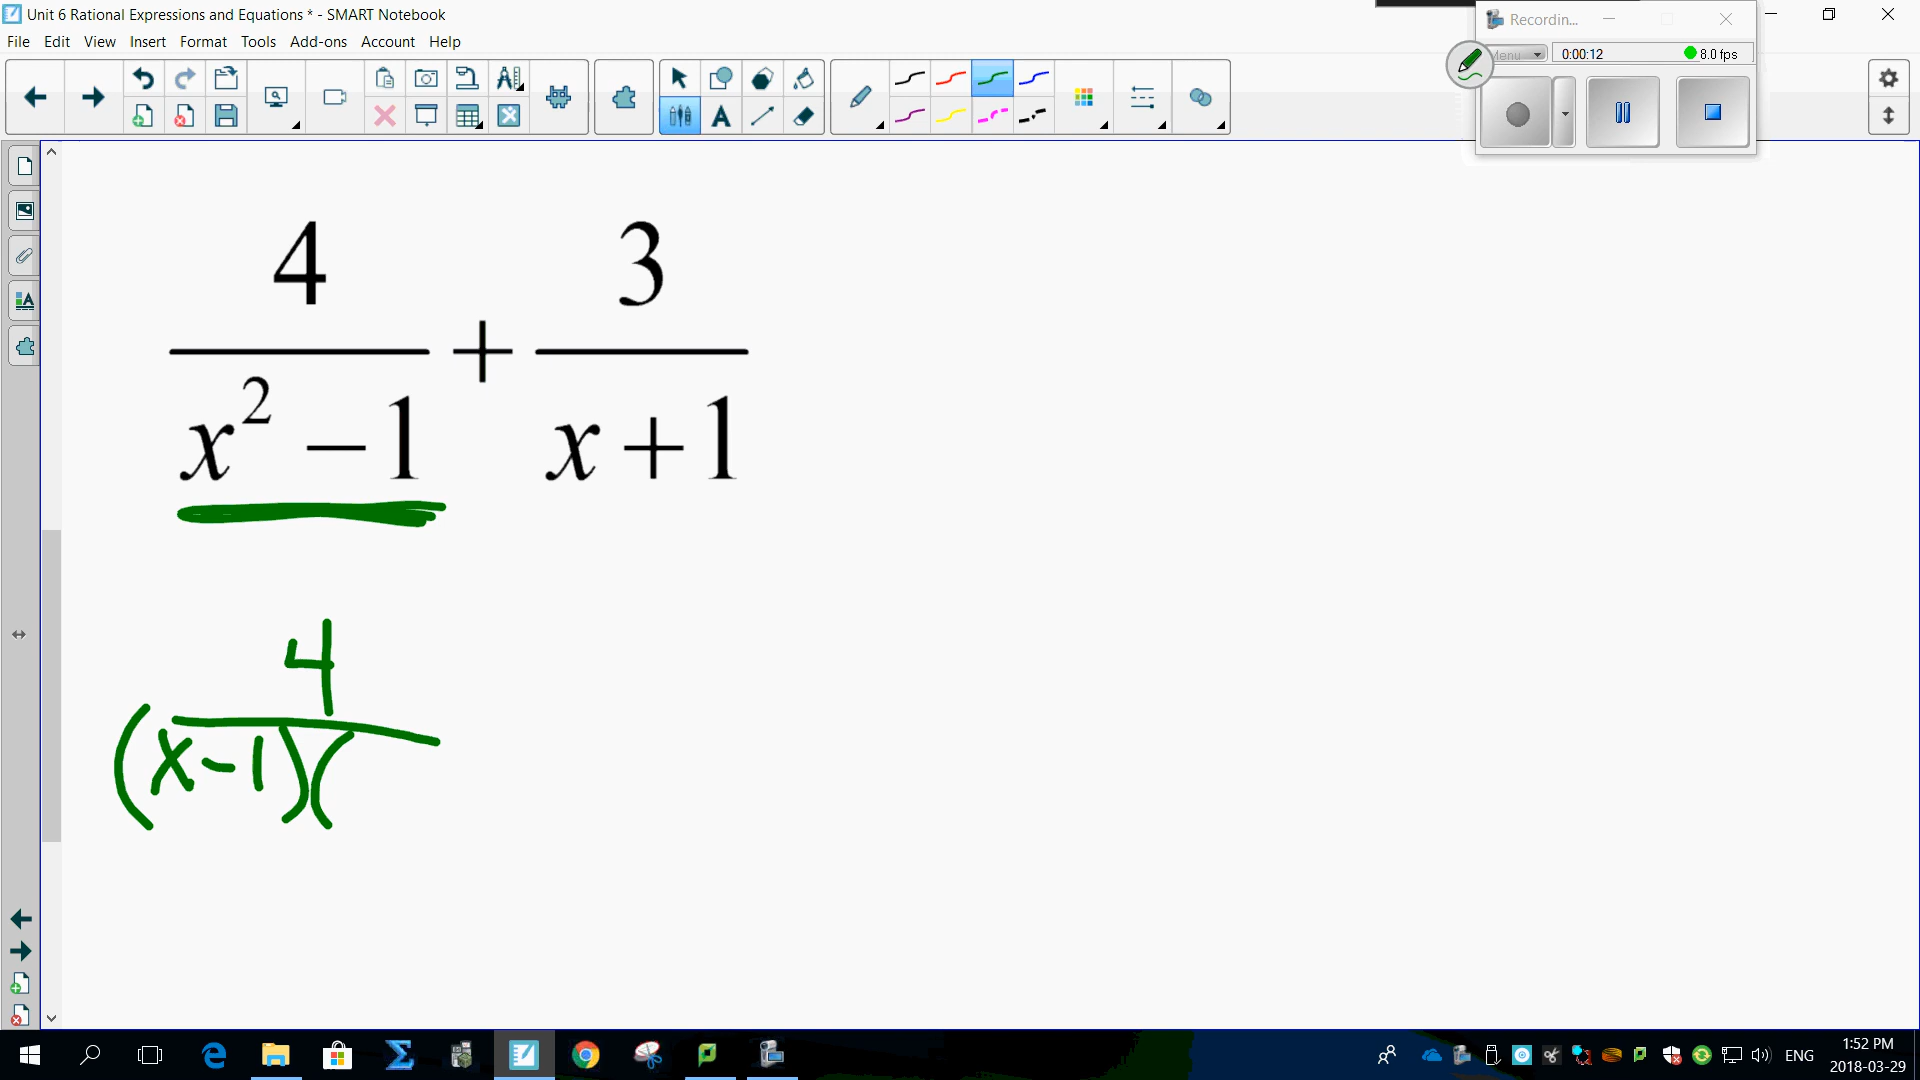 Unit 6 Rational Expressions and Equations * - SMART Notebook
Recordin...
File Edit View Insert Format Tools Add-ons Account Help
Menu 0:00:12 8.0 fps
4 3
x² − 1 + x + 1
4
(x-1)(
ENG
1:52 PM
2018-03-29